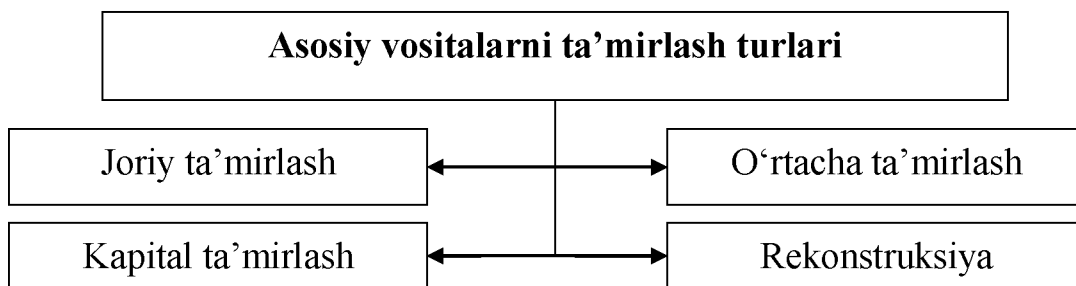 Asosiy vositalarni ta’mirlash turlari
Joriy ta’mirlash
O‘rtacha ta’mirlash
Kapital ta’mirlash
Rekonstruksiya